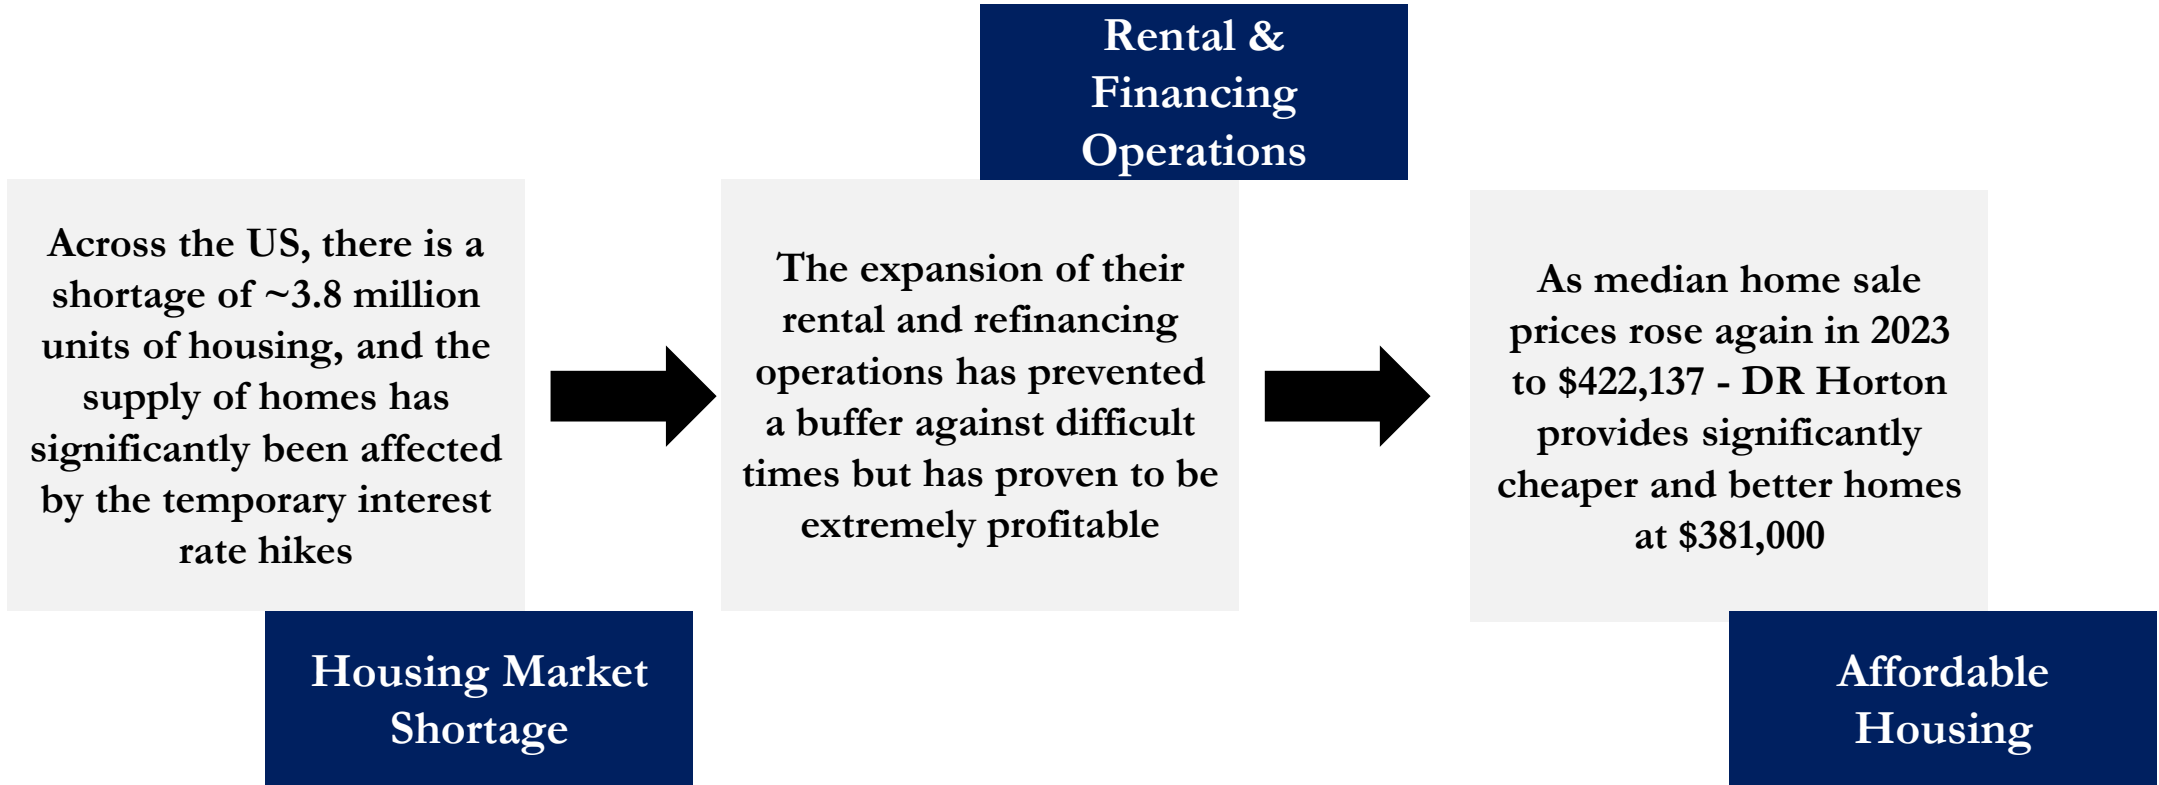 Across the US, there is a
shortage of ~3.8 million
units of housing, and the
supply of homes has
significantly been affected
by the temporary interest
rate hikes
Housing Market
Shortage
Rental &
Financing
Operations
The expansion of their
rental and refinancing
operations has prevented
a buffer against difficult
times but has proven to be
extremely profitable
As median home sale
prices rose again in 2023
to $422,137 - DR Horton
provides significantly
cheaper and better homes
at $381,000
Affordable
Housing